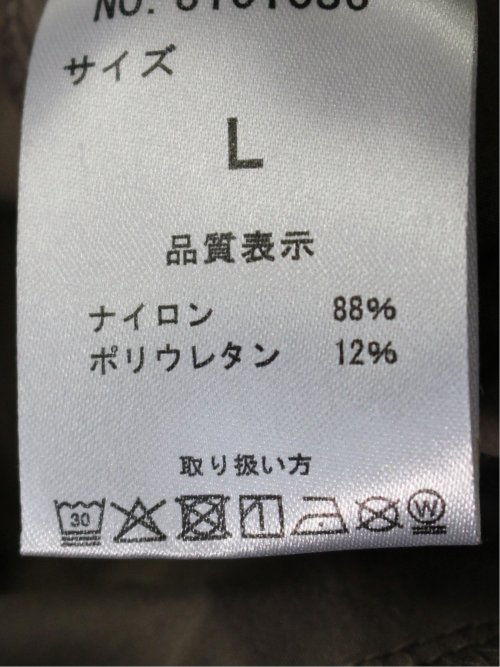 サイズ
L
品質表示
ナイロン 88%
ポリウレタン 12%
取り扱い方
30 W